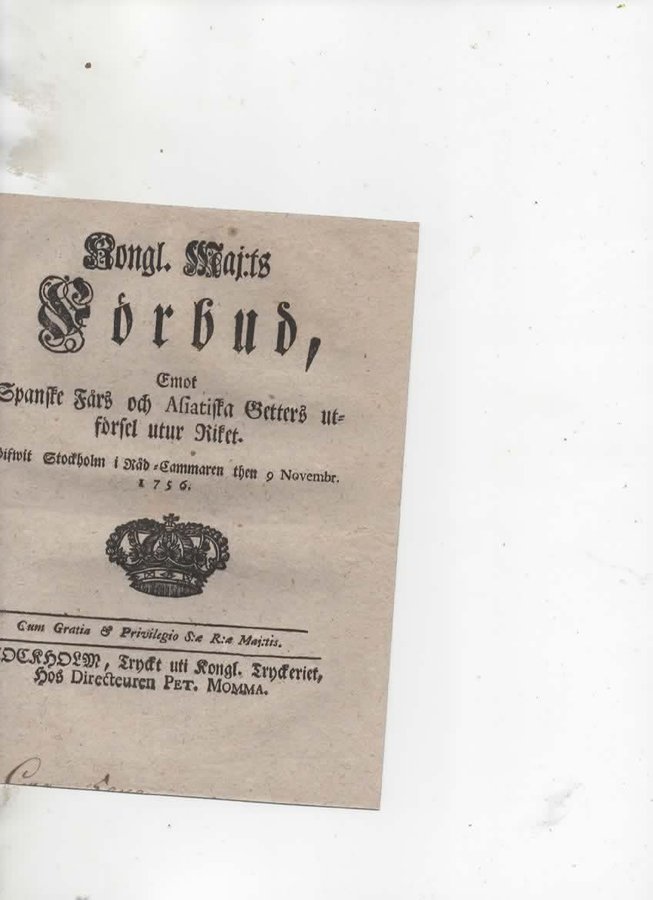 Kongl. Maj:ts
Förbud,
Emot
Spanske Fårs och Asiatiska Getters ut-
försel utur Riket.
Gifwit Stockholm i Råd-Cammaren then 9 Novembr.
1756.
Cum Gratia & Privilegio S:æ R:æ Maj:tis.
STOCKHOLM, Tryckt uti Kongl. Tryckeriet,
Hos Directeuren PET. MOMMA.